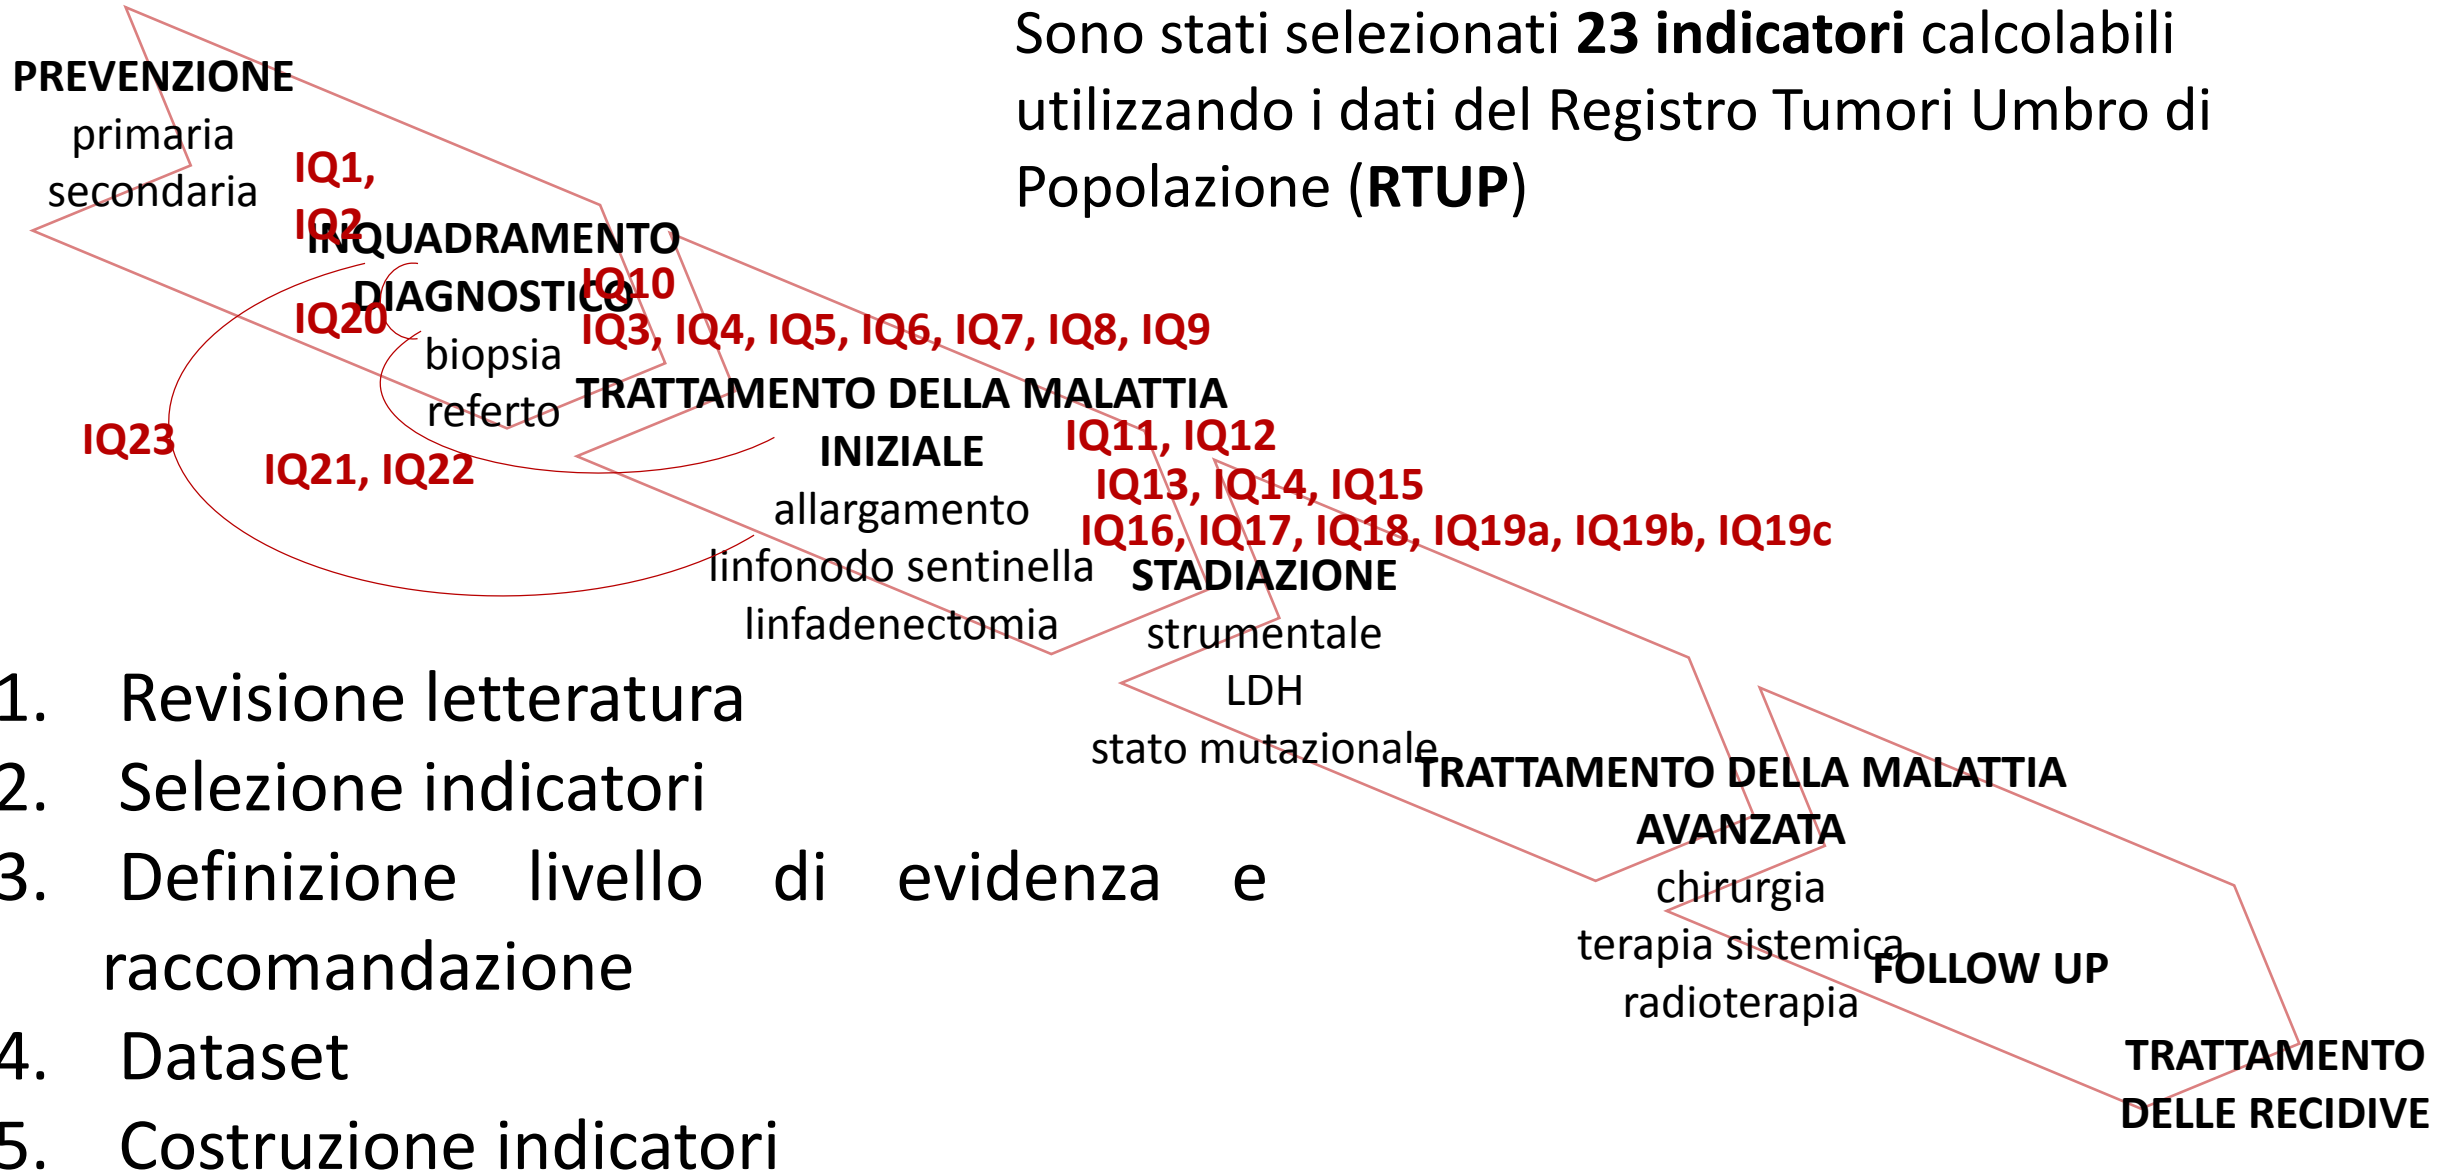 Sono stati selezionati 23 indicatori calcolabili
utilizzando i dati del Registro Tumori Umbro di
Popolazione (RTUP)
PREVENZIONE
primaria
secondaria
IQ1,
IQ2
INQUADRAMENTO
DIAGNOSTICO
biopsia
referto
IQ20
IQ10
IQ3, IQ4, IQ5, IQ6, IQ7, IQ8, IQ9
IQ23
IQ21, IQ22
TRATTAMENTO DELLA MALATTIA
INIZIALE
allargamento
linfonodo sentinella
linfadenectomia
IQ11, IQ12
IQ13, IQ14, IQ15
IQ16, IQ17, IQ18, IQ19a, IQ19b, IQ19c
STADIAZIONE
strumentale
LDH
stato mutazionale
TRATTAMENTO DELLA MALATTIA
AVANZATA
chirurgia
terapia sistemica
radioterapia
FOLLOW UP
TRATTAMENTO
DELLE RECIDIVE
1. Revisione letteratura
2. Selezione indicatori
3. Definizione livello di evidenza e
raccomandazione
4. Dataset
5. Costruzione indicatori